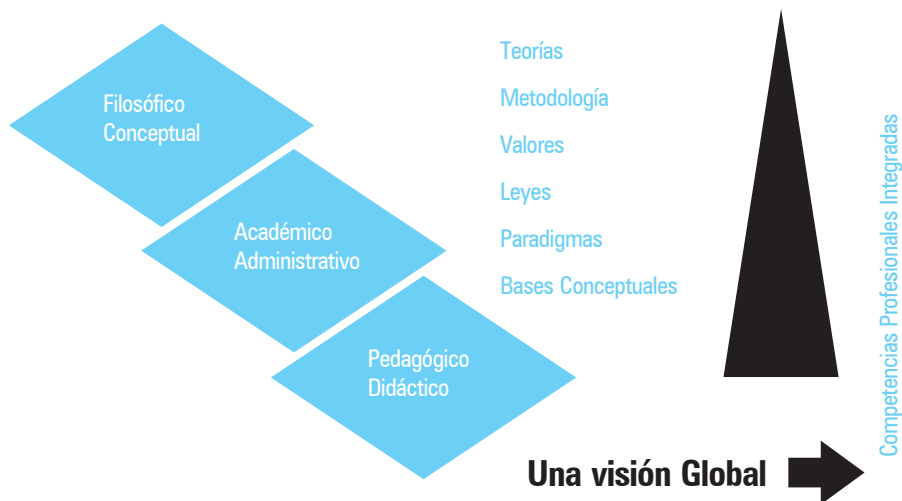 Filosófico
Conceptual
Académico
Administrativo
Pedagógico
Didáctico
Teorías
Metodología
Valores
Leyes
Paradigmas
Bases Conceptuales
Competencias Profesionales Integradas
Una visión Global